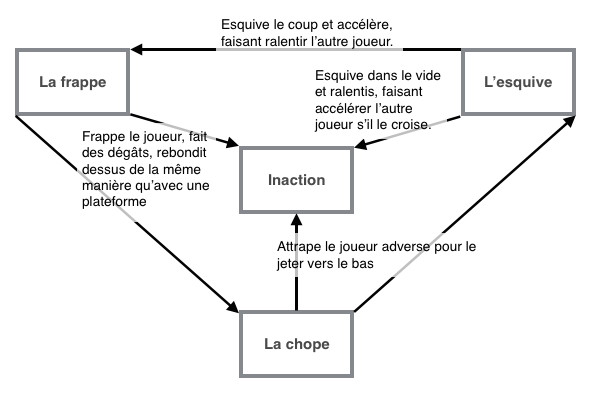 Esquive le coup et accélère,
faisant ralentir l'autre joueur.
La frappe
L'esquive
Esquive dans le vide
et ralentis, faisant
accélérer l'autre
joueur s'il le croise.
Frappe le joueur, fait
des dégâts, rebondit
dessus de la même
manière qu'avec une
plateforme
Inaction
Attrape le joueur adverse pour le
jeter vers le bas
La chope